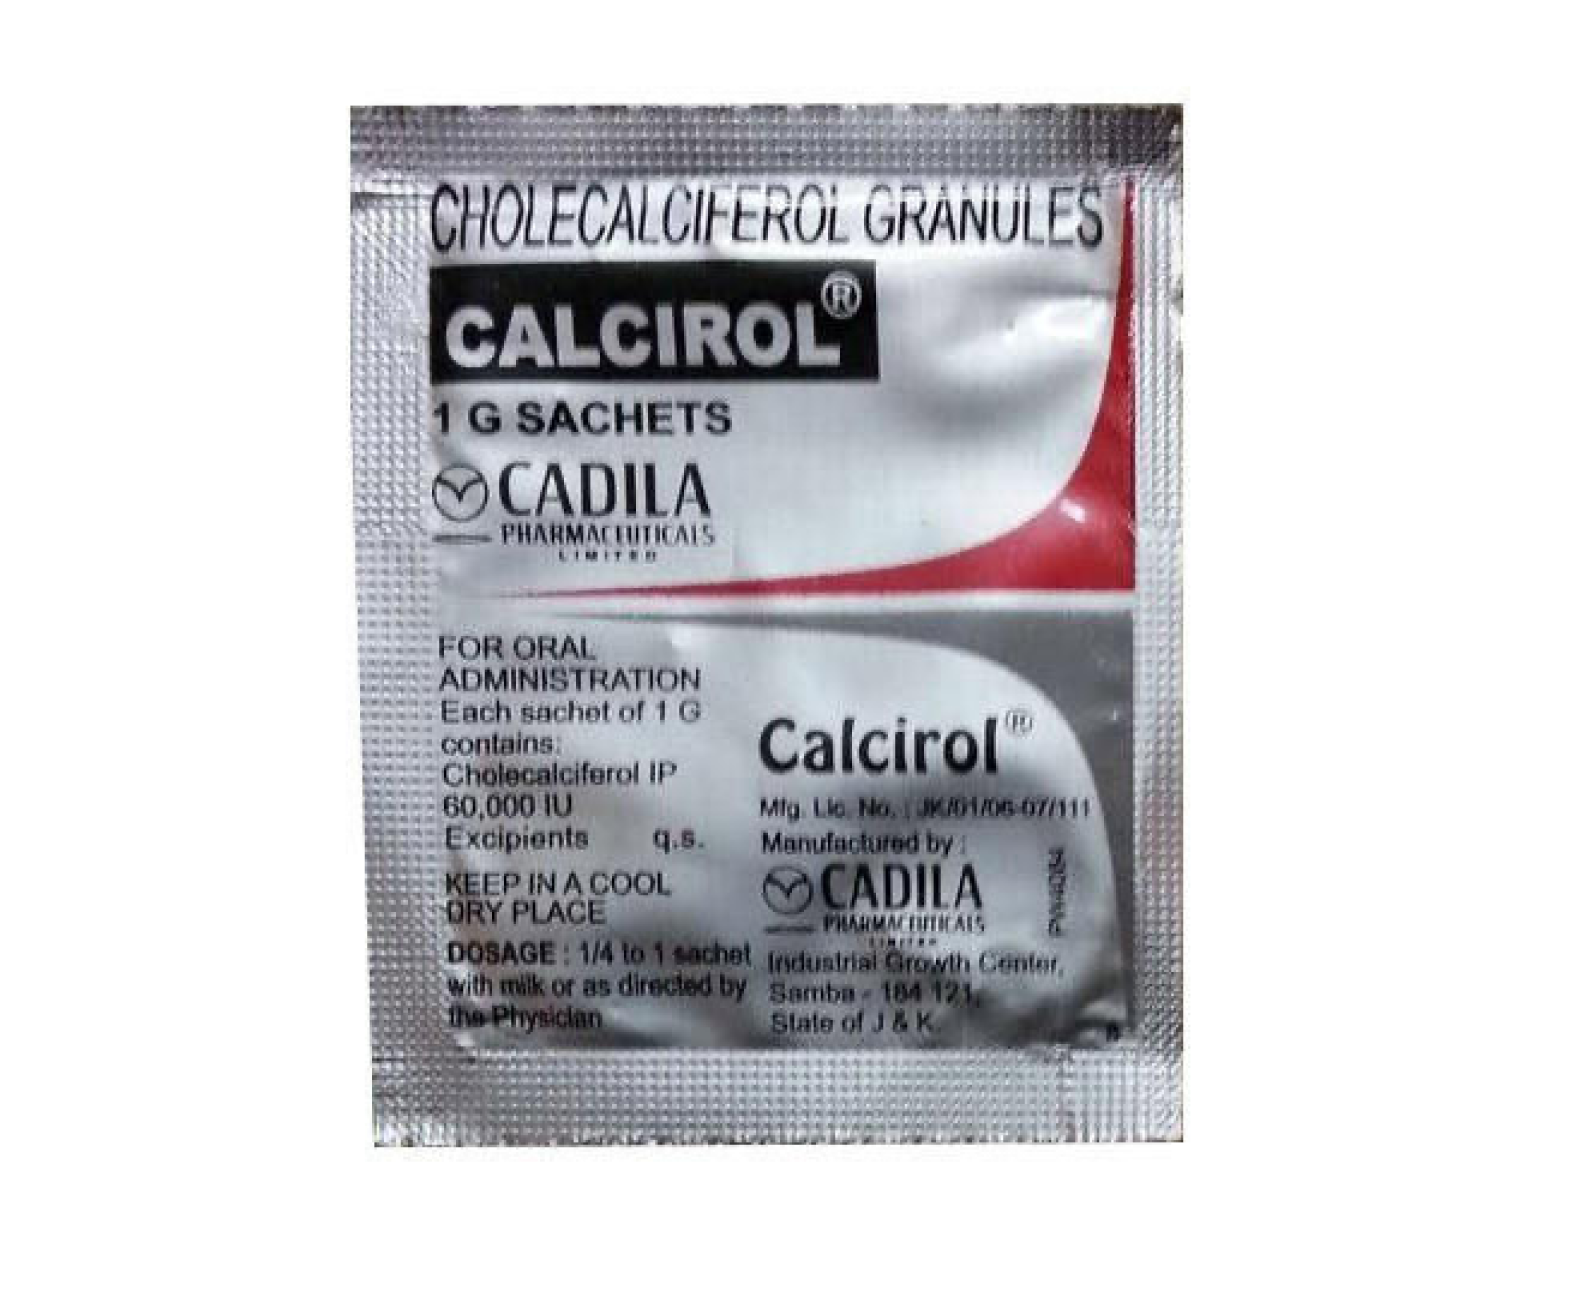 CHOLECALCIFEROL GRANULES
CALCIROL®
1 G SACHETS
CADILA
PHARMACEUTICALS
LIMITED
FOR ORAL
ADMINISTRATION
Each sachet of 1 G
contains:
Cholecalciferol IP
60,000 IU
Excipients q.s.
KEEP IN A COOL
DRY PLACE
DOSAGE : 1/4 to 1 sachet
with milk or as directed by
the Physician
Calcirol®
Mfg. Lic. No. : JK/01/06-07/111
Manufactured by :
CADILA
PHARMACEUTICALS
LIMITED
Industrial Growth Center,
Samba - 184 121,
State of J & K.